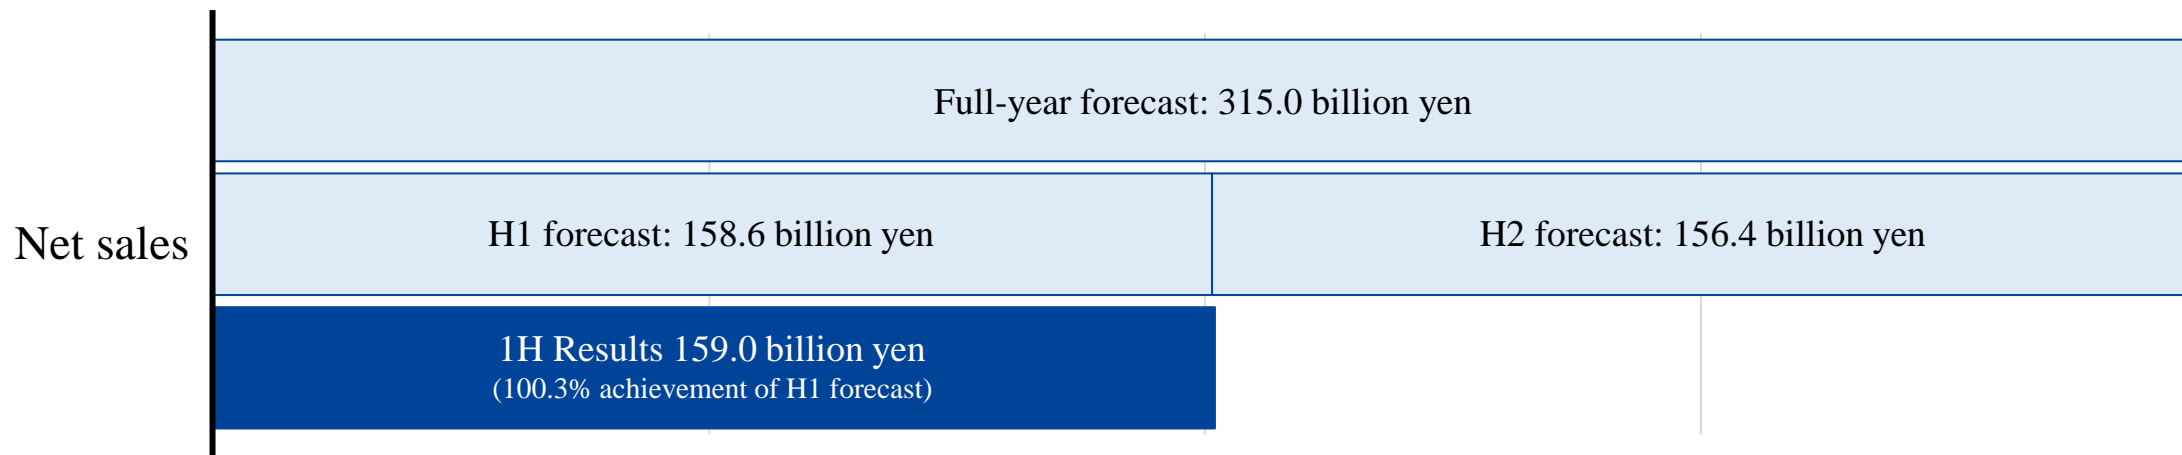 Full-year forecast: 315.0 billion yen
Net sales
H1 forecast: 158.6 billion yen
H2 forecast: 156.4 billion yen
1H Results 159.0 billion yen
(100.3% achievement of H1 forecast)